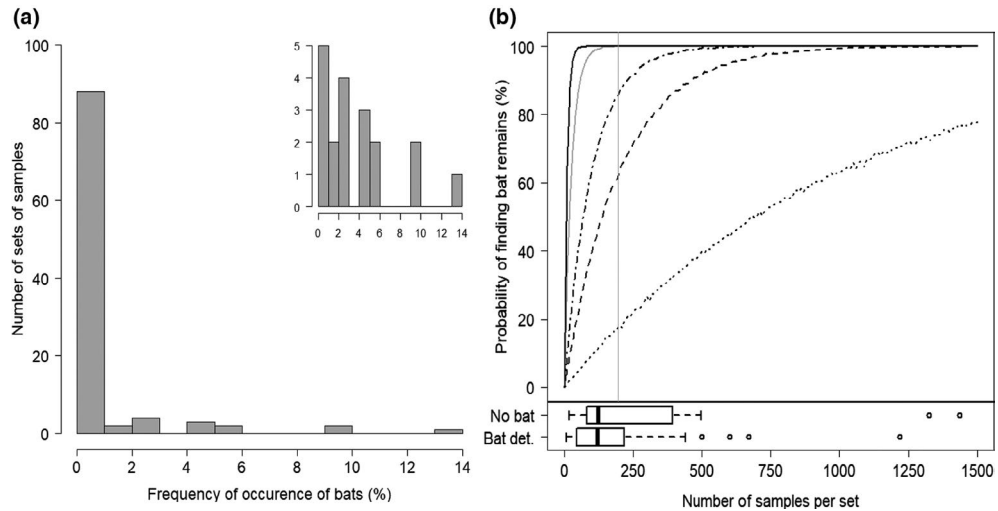 (a)
Number of sets of samples
100
80
60
40
20
0
0 2 4 6 8 10 12 14
Frequency of occurence of bats (%)
5
4
3
2
1
0
0 2 4 6 8 10 12 14
(b)
Probability of finding bat remains (%)
100
80
60
40
20
0
No bat
Bat det.
0 250 500 750 1000 1250 1500
Number of samples per set